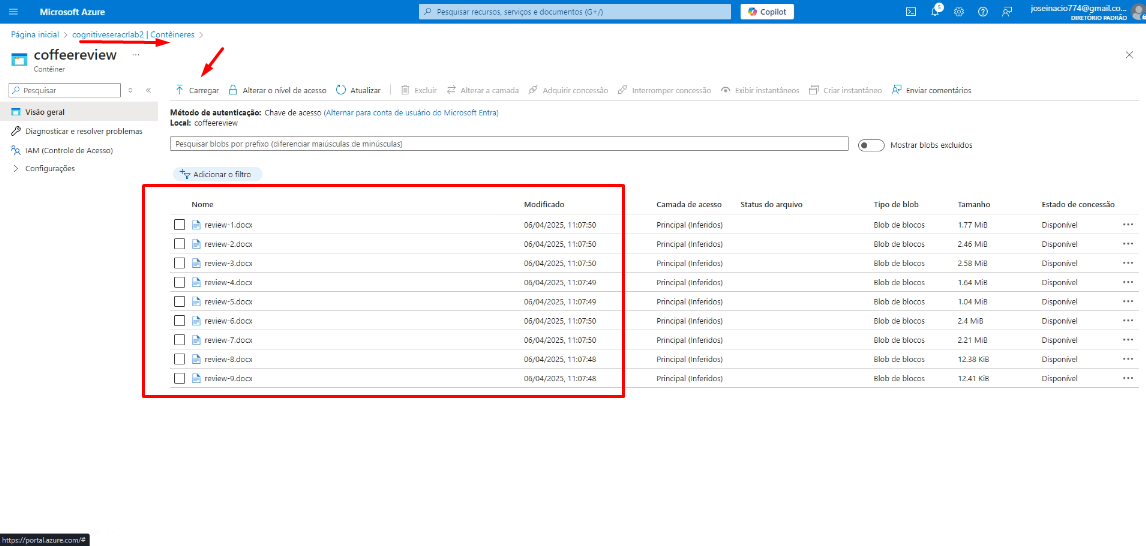 Microsoft Azure
Pesquisar recursos, serviços e documentos (G+/)
Copilot
1
joseinacio774@gmail.co...
DIRETÓRIO PADRÃO
Página inicial > cognitiveseracrlab2 | Contêineres >
coffeereview ...
Contêiner
Pesquisar
Carregar Alterar o nível de acesso Atualizar Excluir Alterar a camada Adquirir concessão Interromper concessão Exibir instantâneos Criar instantâneo Enviar comentários
Visão geral
Diagnosticar e resolver problemas
IAM (Controle de Acesso)
Configurações
Método de autenticação: Chave de acesso (Alternar para conta de usuário do Microsoft Entra)
Local: coffeereview
Pesquisar blobs por prefixo (diferenciar maiúsculas de minúsculas)
Mostrar blobs excluídos
Adicionar o filtro
Nome Modificado Camada de acesso Status do arquivo Tipo de blob Tamanho Estado de concessão
review-1.docx 06/04/2025, 11:07:50 Principal (Inferidos) Blob de blocos 1.77 MiB Disponível
review-2.docx 06/04/2025, 11:07:50 Principal (Inferidos) Blob de blocos 2.46 MiB Disponível
review-3.docx 06/04/2025, 11:07:50 Principal (Inferidos) Blob de blocos 2.58 MiB Disponível
review-4.docx 06/04/2025, 11:07:49 Principal (Inferidos) Blob de blocos 1.64 MiB Disponível
review-5.docx 06/04/2025, 11:07:49 Principal (Inferidos) Blob de blocos 1.04 MiB Disponível
review-6.docx 06/04/2025, 11:07:50 Principal (Inferidos) Blob de blocos 2.4 MiB Disponível
review-7.docx 06/04/2025, 11:07:50 Principal (Inferidos) Blob de blocos 2.21 MiB Disponível
review-8.docx 06/04/2025, 11:07:48 Principal (Inferidos) Blob de blocos 12.38 KiB Disponível
review-9.docx 06/04/2025, 11:07:48 Principal (Inferidos) Blob de blocos 12.41 KiB Disponível
https://portal.azure.com/#